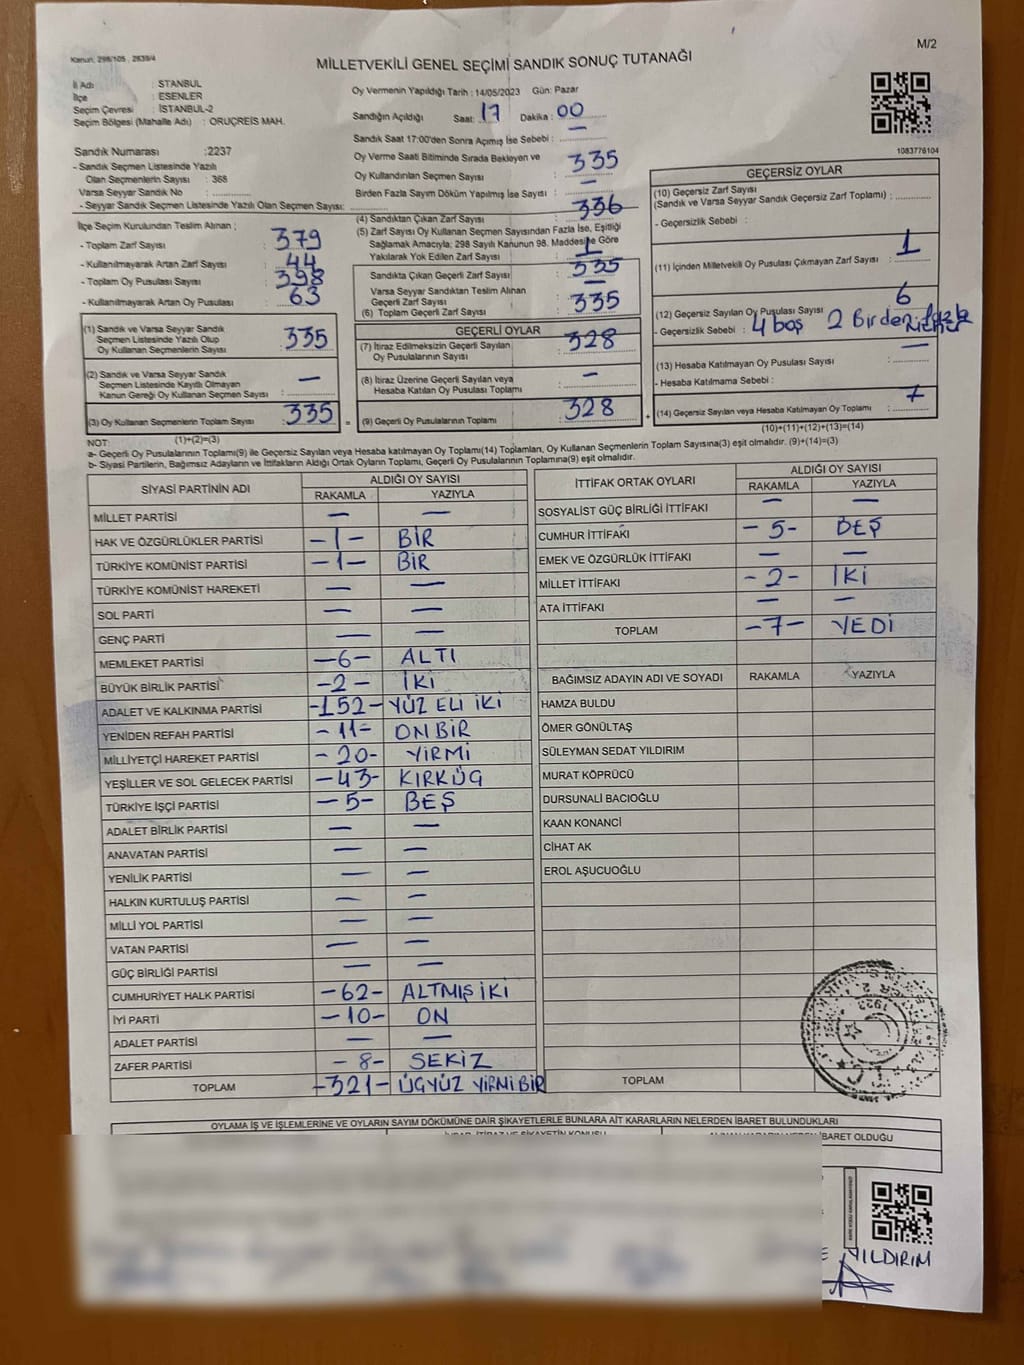 Kanun, 298/105 , 2839/4
M/2
MİLLETVEKİLİ GENEL SEÇİMİ SANDIK SONUÇ TUTANAĞI
İl Adı : STANBUL
İlçe : ESENLER
Seçim Çevresi : İSTANBUL-2
Seçim Bölgesi (Mahalle Adı) : ORUÇREİS MAH.
Sandık Numarası :2237
- Sandık Seçmen Listesinde Yazılı
Olan Seçmenlerin Sayısı : 368
Varsa Seyyar Sandık No :
- Seyyar Sandık Seçmen Listesinde Yazılı Olan Seçmen Sayısı:
Oy Vermenin Yapıldığı Tarih : 14/05/2023 Gün: Pazar
Sandığın Açıldığı Saat: 17 Dakika : 00
Sandık Saat 17:00'den Sonra Açımış İse Sebebi : —
Oy Verme Saati Bitiminde Sırada Bekleyen ve
Oy Kullandırılan Seçmen Sayısı : 335
Birden Fazla Sayım Döküm Yapılmış İse Sayısı : —
1083776104
İlçe Seçim Kurulundan Teslim Alınan ;
- Toplam Zarf Sayısı : 379
- Kullanılmayarak Artan Zarf Sayısı : 44
- Toplam Oy Pusulası Sayısı : 398
- Kullanılmayarak Artan Oy Pusulası : 63
(1) Sandık ve Varsa Seyyar Sandık
Seçmen Listesinde Yazılı Olup
Oy Kullanan Seçmenlerin Sayısı : 335
(2) Sandık ve Varsa Seyyar Sandık
Seçmen Listesinde Kayıtlı Olmayan
Kanun Gereği Oy Kullanan Seçmen Sayısı : —
(3) Oy Kullanan Seçmenlerin Toplam Sayısı : 335
(4) Sandıktan Çıkan Zarf Sayısı : 336
(5) Zarf Sayısı Oy Kullanan Seçmen Sayısından Fazla İse, Eşitliği
Sağlamak Amacıyla; 298 Sayılı Kanunun 98. Maddesine Göre
Yakılarak Yok Edilen Zarf Sayısı : 1
Sandıkta Çıkan Geçerli Zarf Sayısı : 335
Varsa Seyyar Sandıktan Teslim Alınan
Geçerli Zarf Sayısı : —
(6) Toplam Geçerli Zarf Sayısı : 335
GEÇERLİ OYLAR
(7) İtiraz Edilmeksizin Geçerli Sayılan
Oy Pusulalarının Sayısı : 328
(8) İtiraz Üzerine Geçerli Sayılan veya
Hesaba Katılan Oy Pusulası Toplamı : —
= (9) Geçerli Oy Pusulalarının Toplamı : 328 +
GEÇERSİZ OYLAR
(10) Geçersiz Zarf Sayısı
(Sandık ve Varsa Seyyar Sandık Geçersiz Zarf Toplamı) :
- Geçersizlik Sebebi :
(11) İçinden Milletvekili Oy Pusulası Çıkmayan Zarf Sayısı : 1
(12) Geçersiz Sayılan Oy Pusulası Sayısı : 6
- Geçersizlik Sebebi : 4 boş 2 Birden fazla
(13) Hesaba Katılmayan Oy Pusulası Sayısı : —
- Hesaba Katılmama Sebebi :
(14) Geçersiz Sayılan veya Hesaba Katılmayan Oy Toplamı : 7
NOT: (1)+(2)=(3)
(10)+(11)+(12)+(13)=(14)
a- Geçerli Oy Pusulalarının Toplamı(9) ile Geçersiz Sayılan veya Hesaba katılmayan Oy Toplamı(14) Toplamları, Oy Kullanan Seçmenlerin Toplam Sayısına(3) eşit olmalıdır. (9)+(14)=(3)
b- Siyasi Partilerin, Bağımsız Adayların ve İttifakların Aldığı Ortak Oyların Toplamı, Geçerli Oy Pusulalarının Toplamına(9) eşit olmalıdır.
SİYASİ PARTİNİN ADI ALDIĞI OY SAYISI
RAKAMLA YAZIYLA
MİLLET PARTİSİ — —
HAK VE ÖZGÜRLÜKLER PARTİSİ -1- BİR
TÜRKİYE KOMÜNİST PARTİSİ -1- BİR
TÜRKİYE KOMÜNİST HAREKETİ — —
SOL PARTİ — —
GENÇ PARTİ — —
MEMLEKET PARTİSİ -6- ALTI
BÜYÜK BİRLİK PARTİSİ -2- İKİ
ADALET VE KALKINMA PARTİSİ -152- YÜZ ELİ İKİ
YENİDEN REFAH PARTİSİ -11- ONBİR
MİLLİYETÇİ HAREKET PARTİSİ -20- YİRMİ
YEŞİLLER VE SOL GELECEK PARTİSİ -43- KIRKÜÇ
TÜRKİYE İŞÇİ PARTİSİ -5- BEŞ
ADALET BİRLİK PARTİSİ — —
ANAVATAN PARTİSİ — —
YENİLİK PARTİSİ — —
HALKIN KURTULUŞ PARTİSİ — —
MİLLİ YOL PARTİSİ — —
VATAN PARTİSİ — —
GÜÇ BİRLİĞİ PARTİSİ — —
CUMHURİYET HALK PARTİSİ -62- ALTMIŞ İKİ
İYİ PARTİ -10- ON
ADALET PARTİSİ — —
ZAFER PARTİSİ -8- SEKİZ
TOPLAM -321- ÜÇYÜZ YİRMİ BİR
İTTİFAK ORTAK OYLARI ALDIĞI OY SAYISI
RAKAMLA YAZIYLA
SOSYALİST GÜÇ BİRLİĞİ İTTİFAKI — —
CUMHUR İTTİFAKI -5- BEŞ
EMEK VE ÖZGÜRLÜK İTTİFAKI — —
MİLLET İTTİFAKI -2- İKİ
ATA İTTİFAKI — —
TOPLAM -7- YEDİ
BAĞIMSIZ ADAYIN ADI VE SOYADI RAKAMLA YAZIYLA
HAMZA BULDU
ÖMER GÖNÜLTAŞ
SÜLEYMAN SEDAT YILDIRIM
MURAT KÖPRÜCÜ
DURSUNALİ BACIOĞLU
KAAN KONANCİ
CİHAT AK
EROL AŞUCUOĞLU
TOPLAM
1923
T.C.
OYLAMA İŞ VE İŞLEMLERİNE VE OYLARIN SAYIM DÖKÜMÜNE DAİR ŞİKAYETLERLE BUNLARA AİT KARARLARIN NELERDEN İBARET BULUNDUKLARI
İBARET OLDUĞU
YILDIRIM